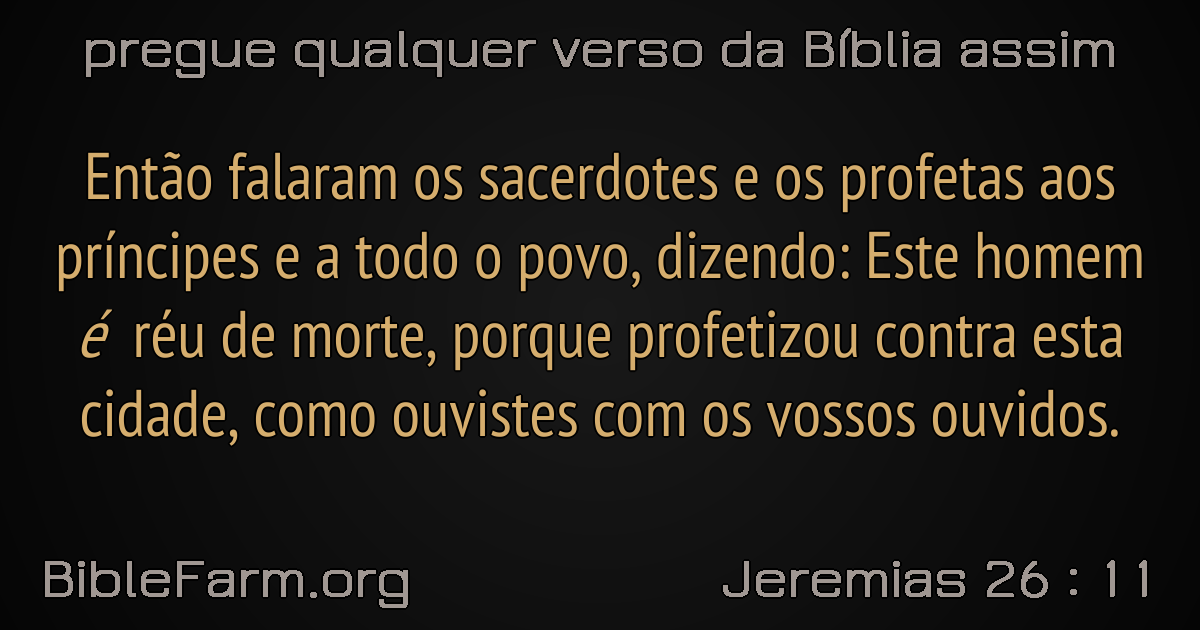 pregue qualquer verso da Bíblia assim
Então falaram os sacerdotes e os profetas aos
príncipes e a todo o povo, dizendo: Este homem
é réu de morte, porque profetizou contra esta
cidade, como ouvistes com os vossos ouvidos.
BibleFarm.org
Jeremias 26 : 11